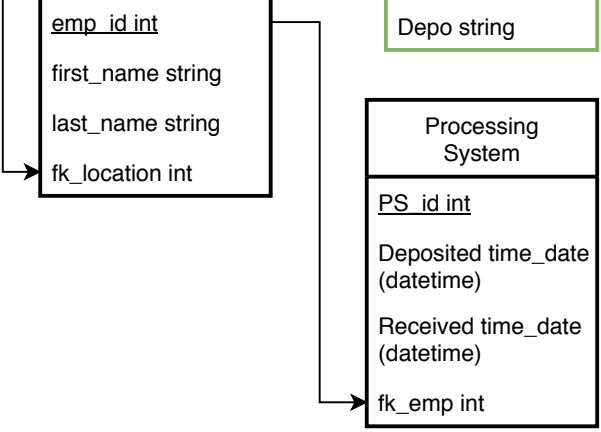 emp_id int
first_name string
last_name string
fk_location int
Depo string
Processing
System
PS_id int
Deposited time_date
(datetime)
Received time_date
(datetime)
fk_emp int